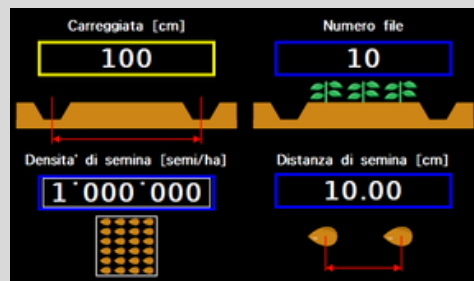 Carreggiata [cm]
100
Numero file
10
Densita' di semina [semi/ha]
1˙000˙000
Distanza di semina [cm]
10.00